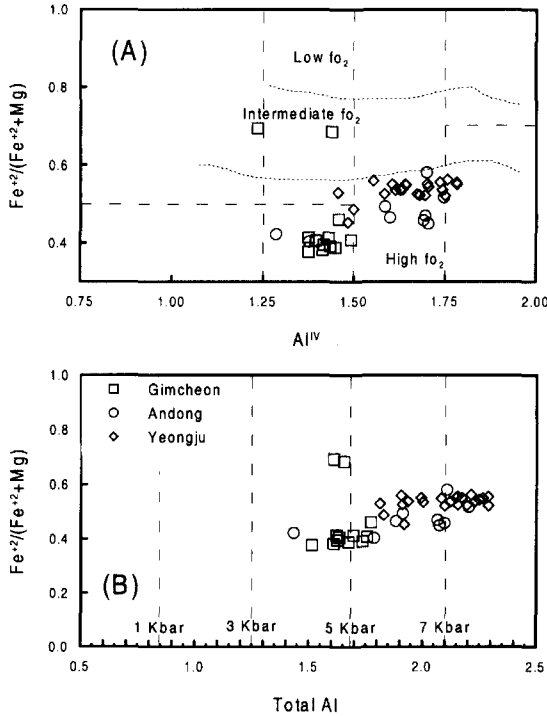 1.0
(A)
Low fo₂
0.8
Intermediate fo₂
Fe⁺²/(Fe⁺²+Mg)
0.6
0.4
High fo₂
0.75 1.00 1.25 1.50 1.75 2.00
Al^IV
1.0
□ Gimcheon
○ Andong
0.8
◇ Yeongju
0.6
Fe⁺²/(Fe⁺²+Mg)
0.4
0.2
(B)
1 Kbar 3 Kbar 5 Kbar 7 Kbar
0.0
0.5 1.0 1.5 2.0 2.5
Total Al